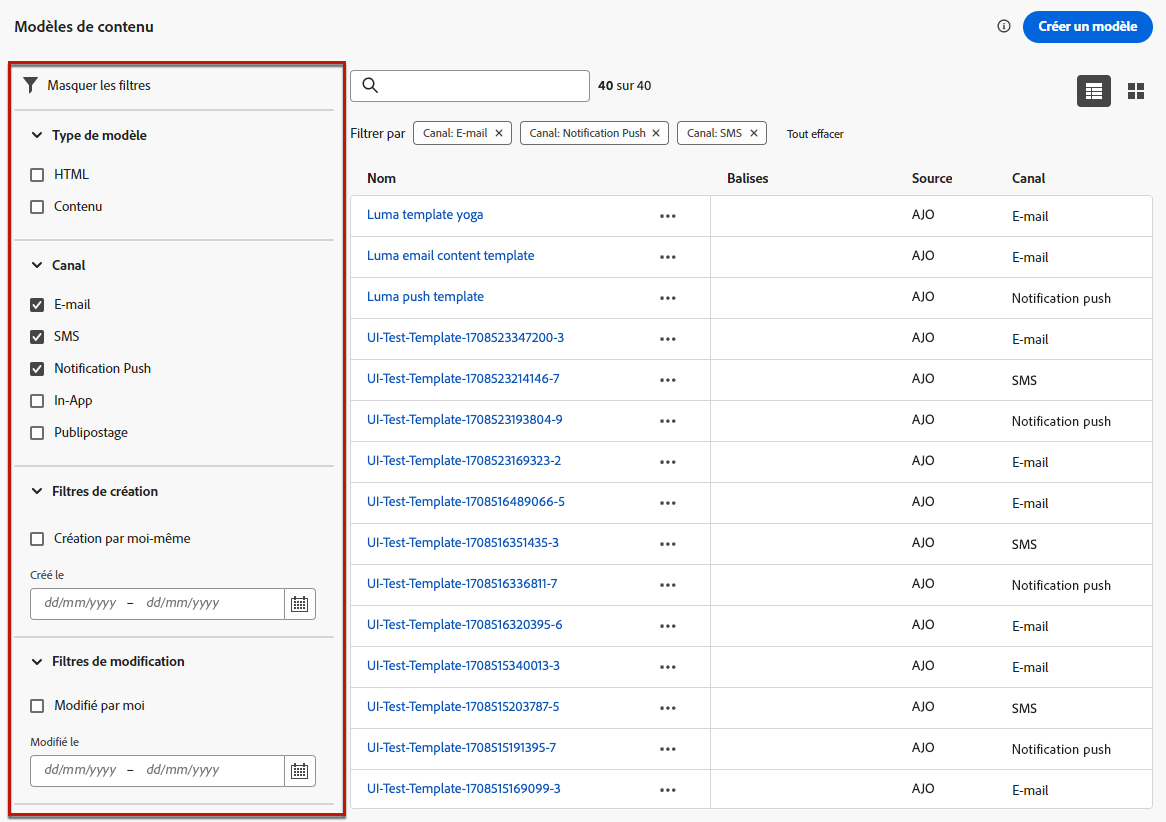 Modèles de contenu
Créer un modèle
Masquer les filtres
Type de modèle
HTML
Contenu
Canal
E-mail
SMS
Notification Push
In-App
Publipostage
Filtres de création
Création par moi-même
Créé le
dd/mm/yyyy – dd/mm/yyyy
Filtres de modification
Modifié par moi
Modifié le
dd/mm/yyyy – dd/mm/yyyy
40 sur 40
Filtrer par Canal: E-mail Canal: Notification Push Canal: SMS Tout effacer
Nom Balises Source Canal
Luma template yoga AJO E-mail
Luma email content template AJO E-mail
Luma push template AJO Notification push
UI-Test-Template-1708523347200-3 AJO E-mail
UI-Test-Template-1708523214146-7 AJO SMS
UI-Test-Template-1708523193804-9 AJO Notification push
UI-Test-Template-1708523169323-2 AJO E-mail
UI-Test-Template-1708516489066-5 AJO E-mail
UI-Test-Template-1708516351435-3 AJO SMS
UI-Test-Template-1708516336811-7 AJO Notification push
UI-Test-Template-1708516320395-6 AJO E-mail
UI-Test-Template-1708515340013-3 AJO E-mail
UI-Test-Template-1708515203787-5 AJO SMS
UI-Test-Template-1708515191395-7 AJO Notification push
UI-Test-Template-1708515169099-3 AJO E-mail